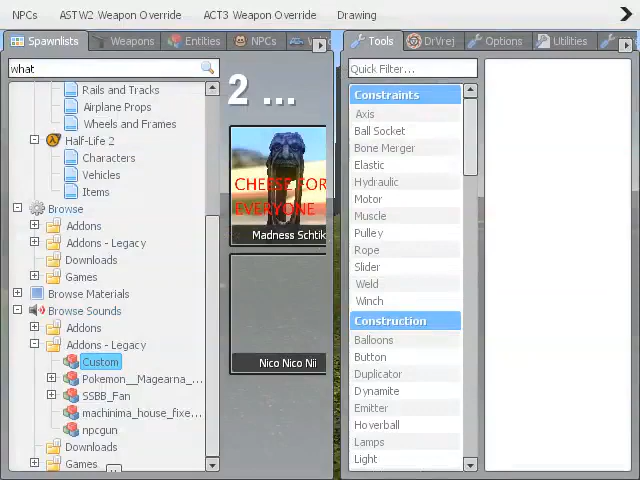 NPCs ASTW2 Weapon Override ACT3 Weapon Override Drawing
Spawnlists Weapons Entities NPCs
Tools DrVrej Options Utilities
what
Quick Filter...
Rails and Tracks
Airplane Props
Wheels and Frames
Half-Life 2
Characters
Vehicles
Items
Browse
Addons
Addons - Legacy
Downloads
Games
Browse Materials
Browse Sounds
Addons
Addons - Legacy
Custom
Pokemon__Magearna_...
SSBB_Fan
machinima_house_fixe...
npcgun
Downloads
Games
2 ...
CHEESE FOR
EVERYONE
Madness Schtik
Nico Nico Nii
Constraints
Axis
Ball Socket
Bone Merger
Elastic
Hydraulic
Motor
Muscle
Pulley
Rope
Slider
Weld
Winch
Construction
Balloons
Button
Duplicator
Dynamite
Emitter
Hoverball
Lamps
Light